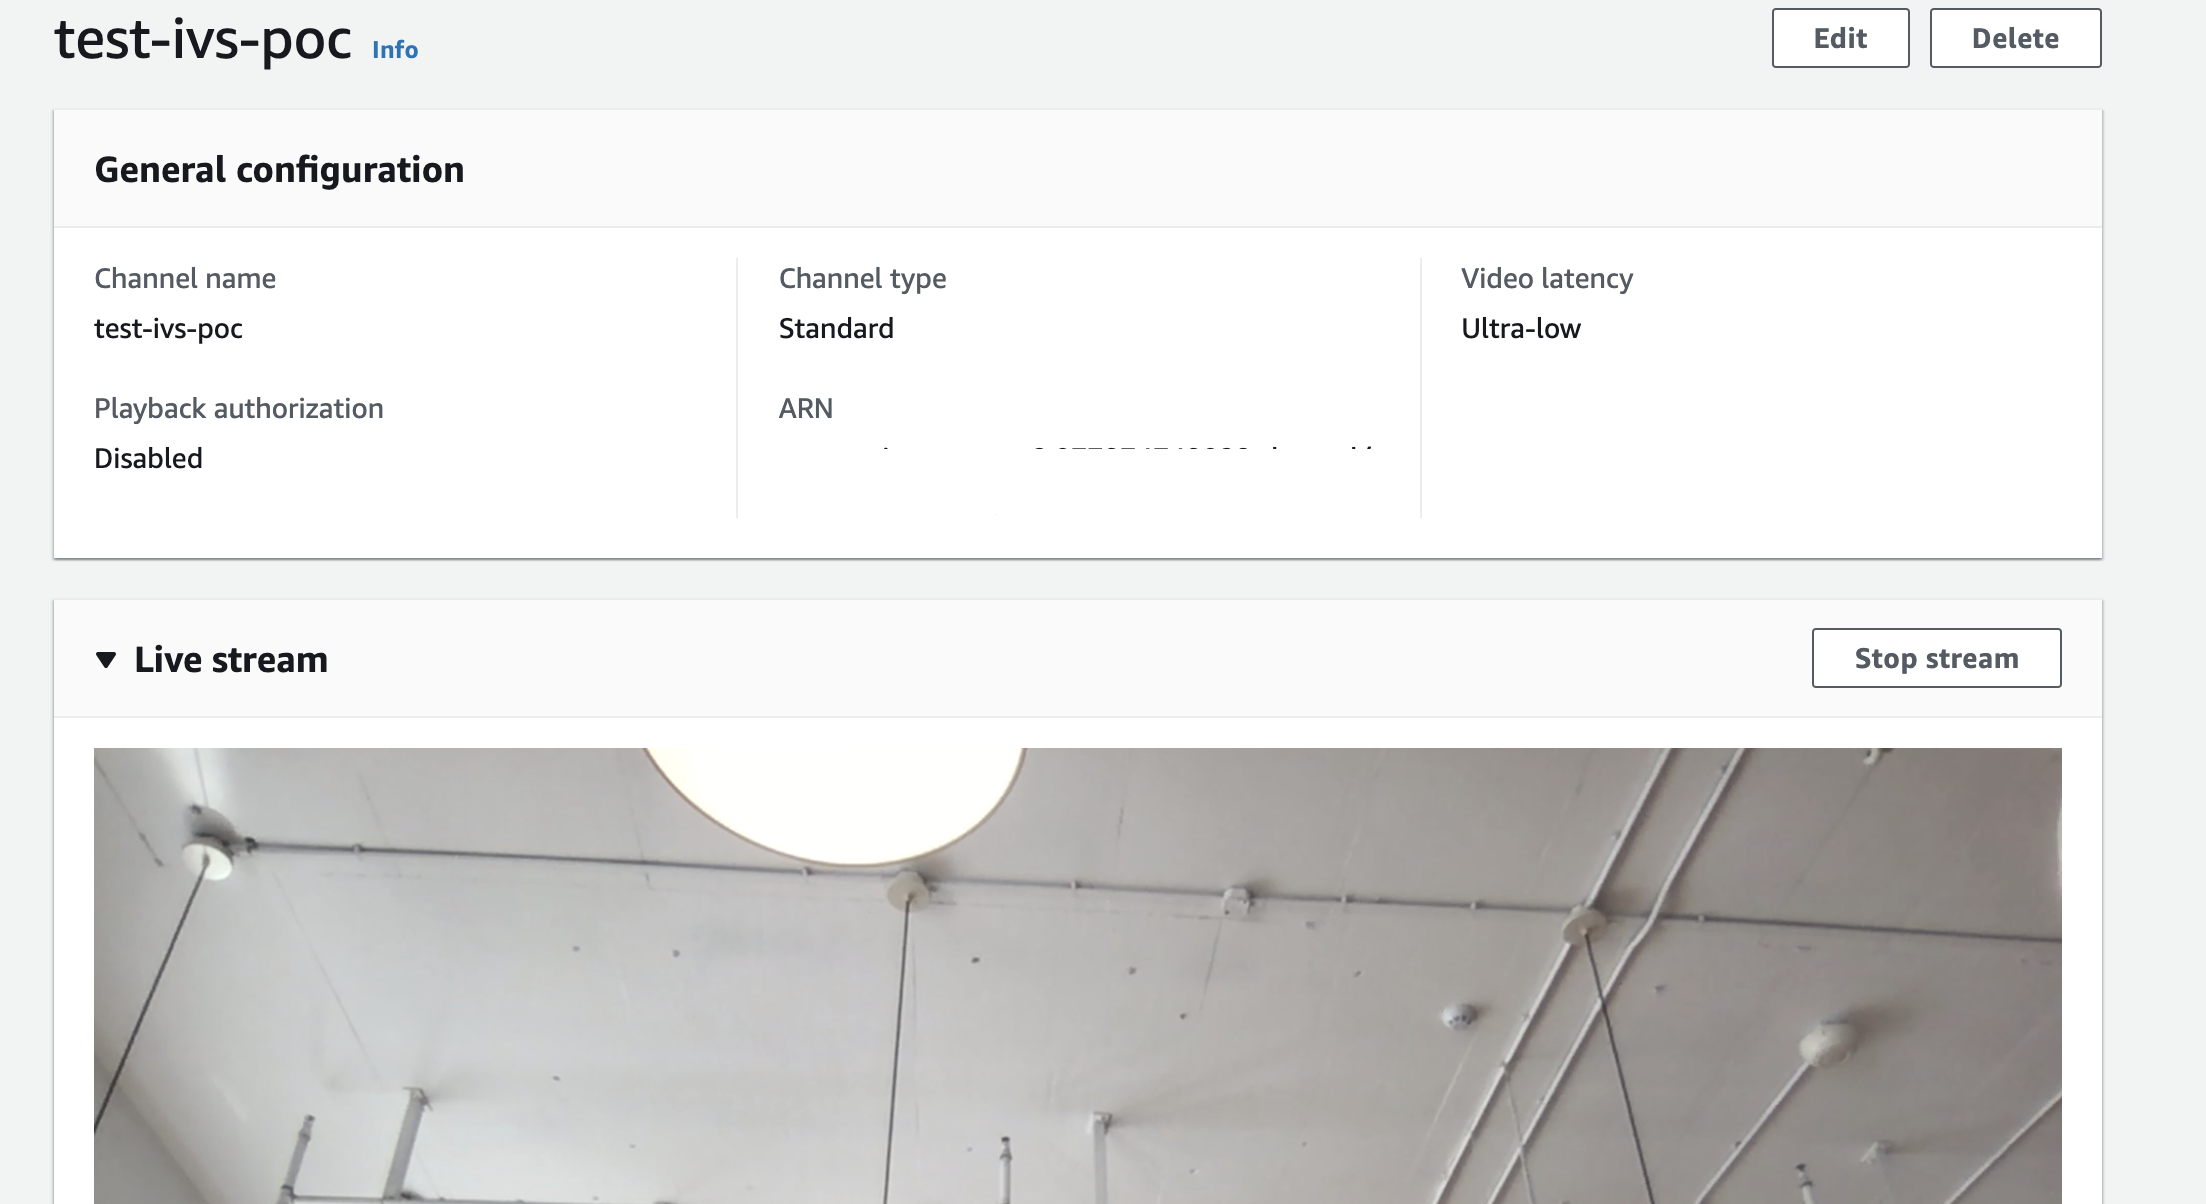 test-ivs-poc Info
Edit
Delete
General configuration
Channel name
test-ivs-poc
Channel type
Standard
Video latency
Ultra-low
Playback authorization
Disabled
ARN
Live stream
Stop stream